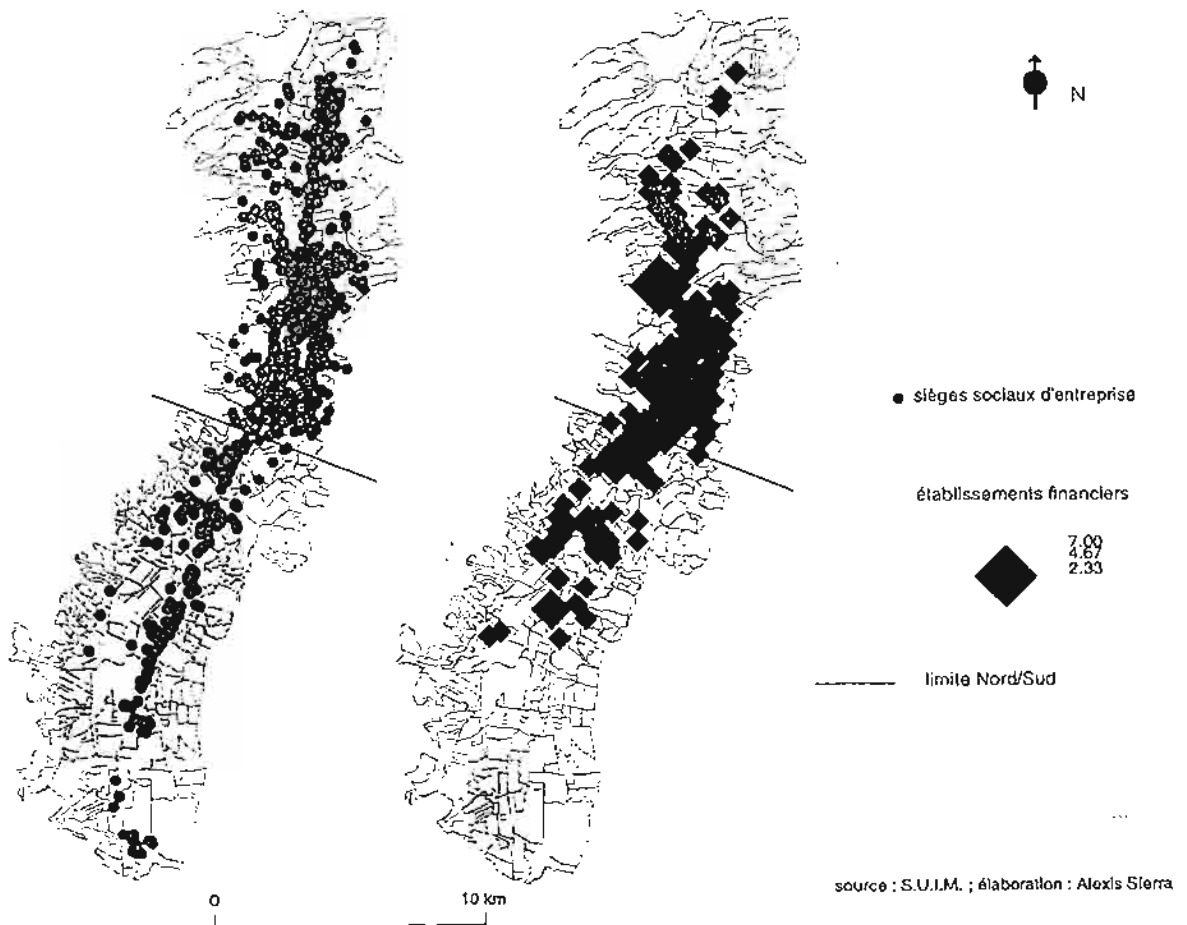 N
sièges sociaux d'entreprise
établissements financiers
7.00
4.67
2.33
limite Nord/Sud
source : S.U.I.M. ; élaboration : Alexis Sierra
0
10 km